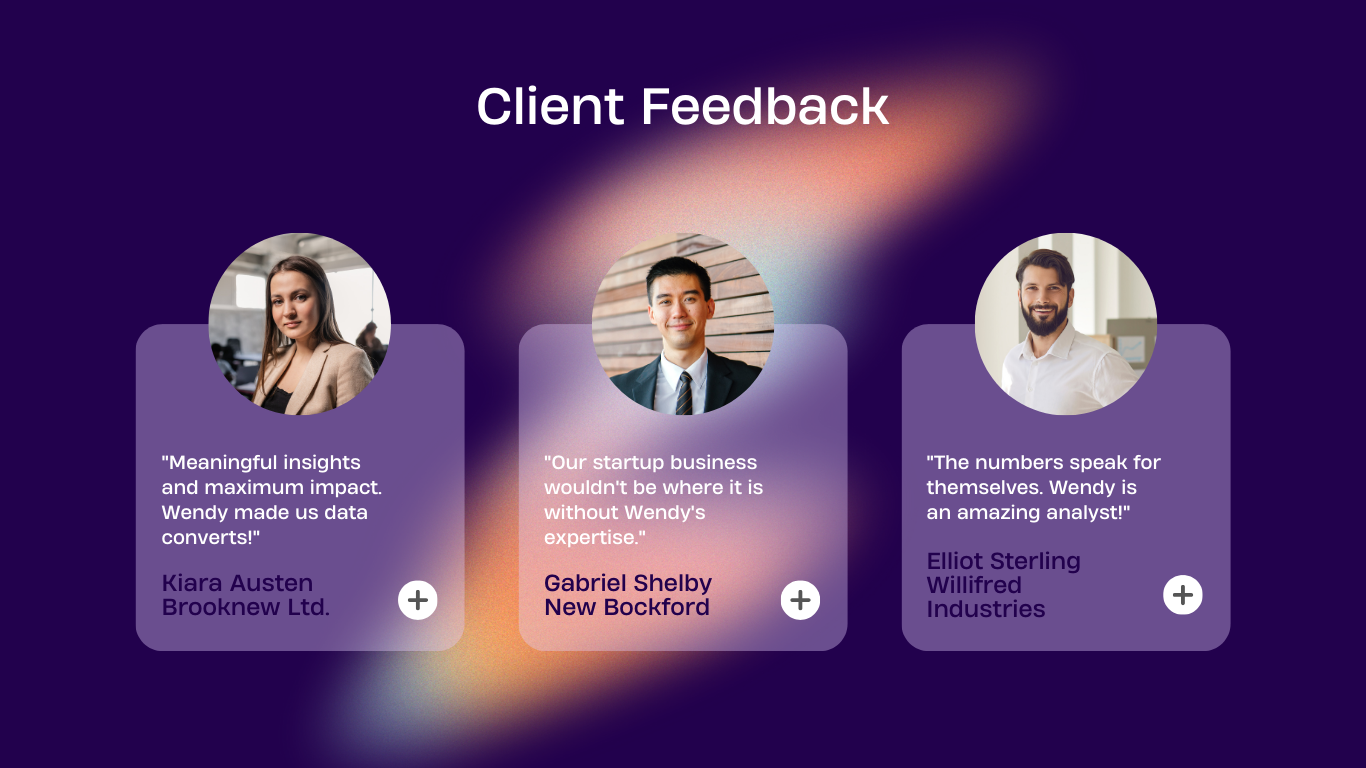 Client Feedback
"Meaningful insights
and maximum impact.
Wendy made us data
converts!"
Kiara Austen
Brooknew Ltd.
"Our startup business
wouldn't be where it is
without Wendy's
expertise."
Gabriel Shelby
New Bockford
"The numbers speak for
themselves. Wendy is
an amazing analyst!"
Elliot Sterling
Willifred
Industries